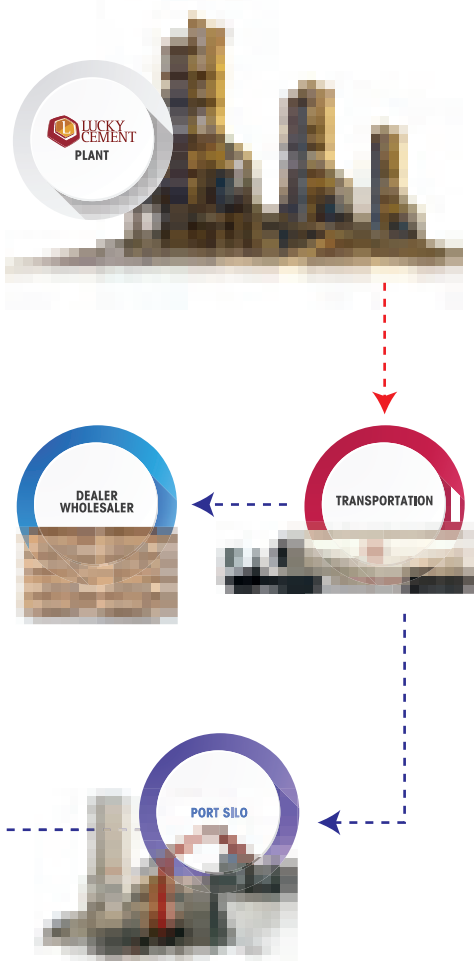 LUCKY
CEMENT
PLANT
DEALER
WHOLESALER
TRANSPORTATION
PORT SILO